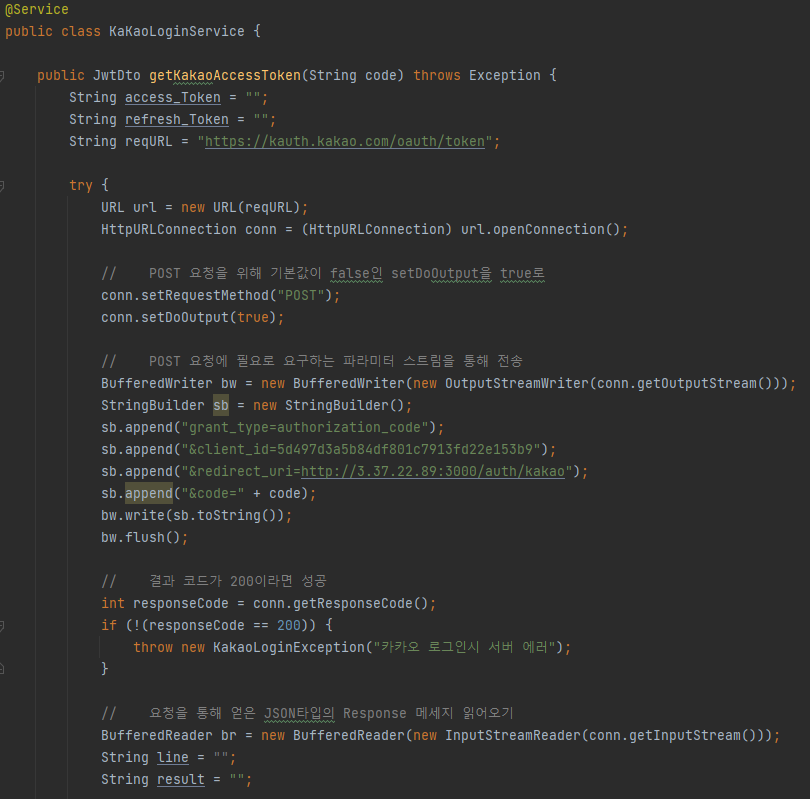 @Service
public class KaKaoLoginService {
public JwtDto getKakaoAccessToken(String code) throws Exception {
String access_Token = "";
String refresh_Token = "";
String reqURL = "https://kauth.kakao.com/oauth/token";
try {
URL url = new URL(reqURL);
HttpURLConnection conn = (HttpURLConnection) url.openConnection();
//    POST 요청을 위해 기본값이 false인 setDoOutput을 true로
conn.setRequestMethod("POST");
conn.setDoOutput(true);
//    POST 요청에 필요로 요구하는 파라미터 스트림을 통해 전송
BufferedWriter bw = new BufferedWriter(new OutputStreamWriter(conn.getOutputStream()));
StringBuilder sb = new StringBuilder();
sb.append("grant_type=authorization_code");
sb.append("&client_id=5d497d3a5b84df801c7913fd22e153b9");
sb.append("&redirect_uri=http://3.37.22.89:3000/auth/kakao");
sb.append("&code=" + code);
bw.write(sb.toString());
bw.flush();
//    결과 코드가 200이라면 성공
int responseCode = conn.getResponseCode();
if (!(responseCode == 200)) {
throw new KakaoLoginException("카카오 로그인시 서버 에러");
}
//    요청을 통해 얻은 JSON타입의 Response 메세지 읽어오기
BufferedReader br = new BufferedReader(new InputStreamReader(conn.getInputStream()));
String line = "";
String result = "";